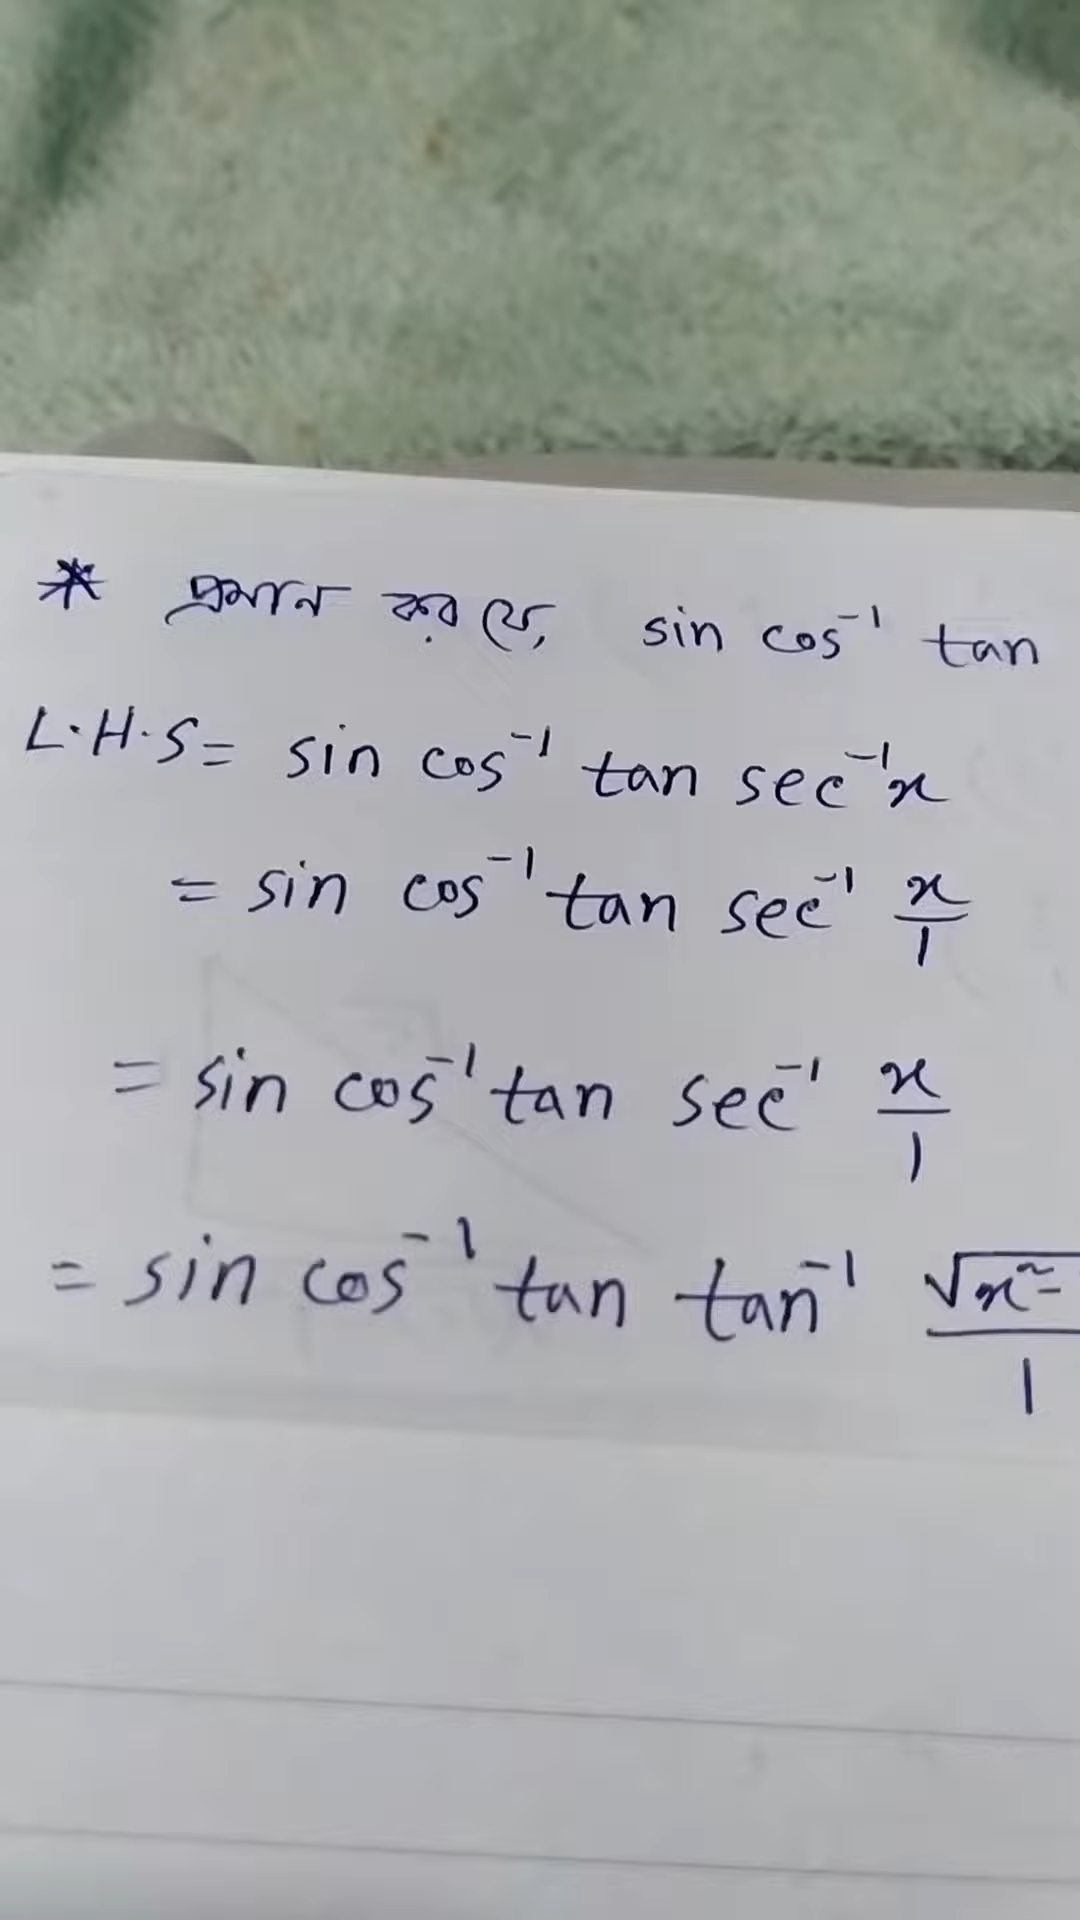 * প্রমাণ কর যে, sin cos⁻¹ tan
L.H.S = sin cos⁻¹ tan sec⁻¹x
= sin cos⁻¹ tan sec⁻¹ x/1
= sin cos⁻¹ tan sec⁻¹ x/1
= sin cos⁻¹ tan tan⁻¹ √x²-/1